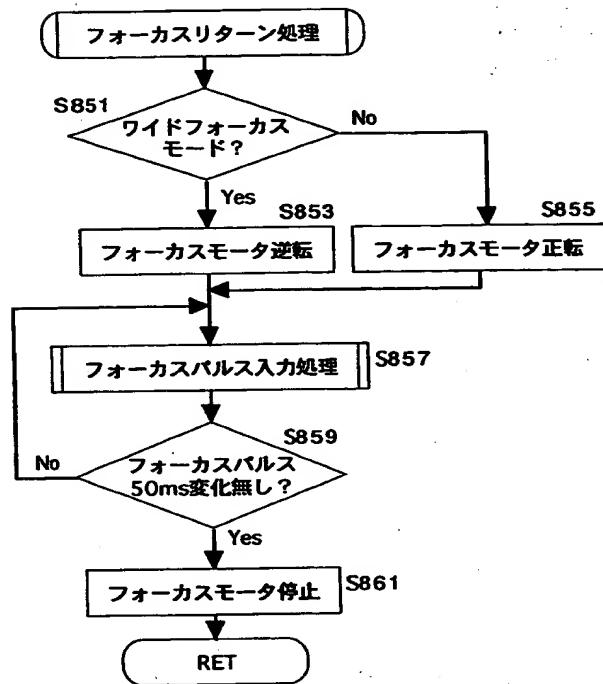 フォーカスリターン処理
S851
ワイドフォーカス
モード?
No
Yes
S853
S855
フォーカスモータ逆転
フォーカスモータ正転
フォーカスパルス入力処理
S857
S859
No
フォーカスパルス
50ms変化無し?
Yes
フォーカスモータ停止
S861
RET